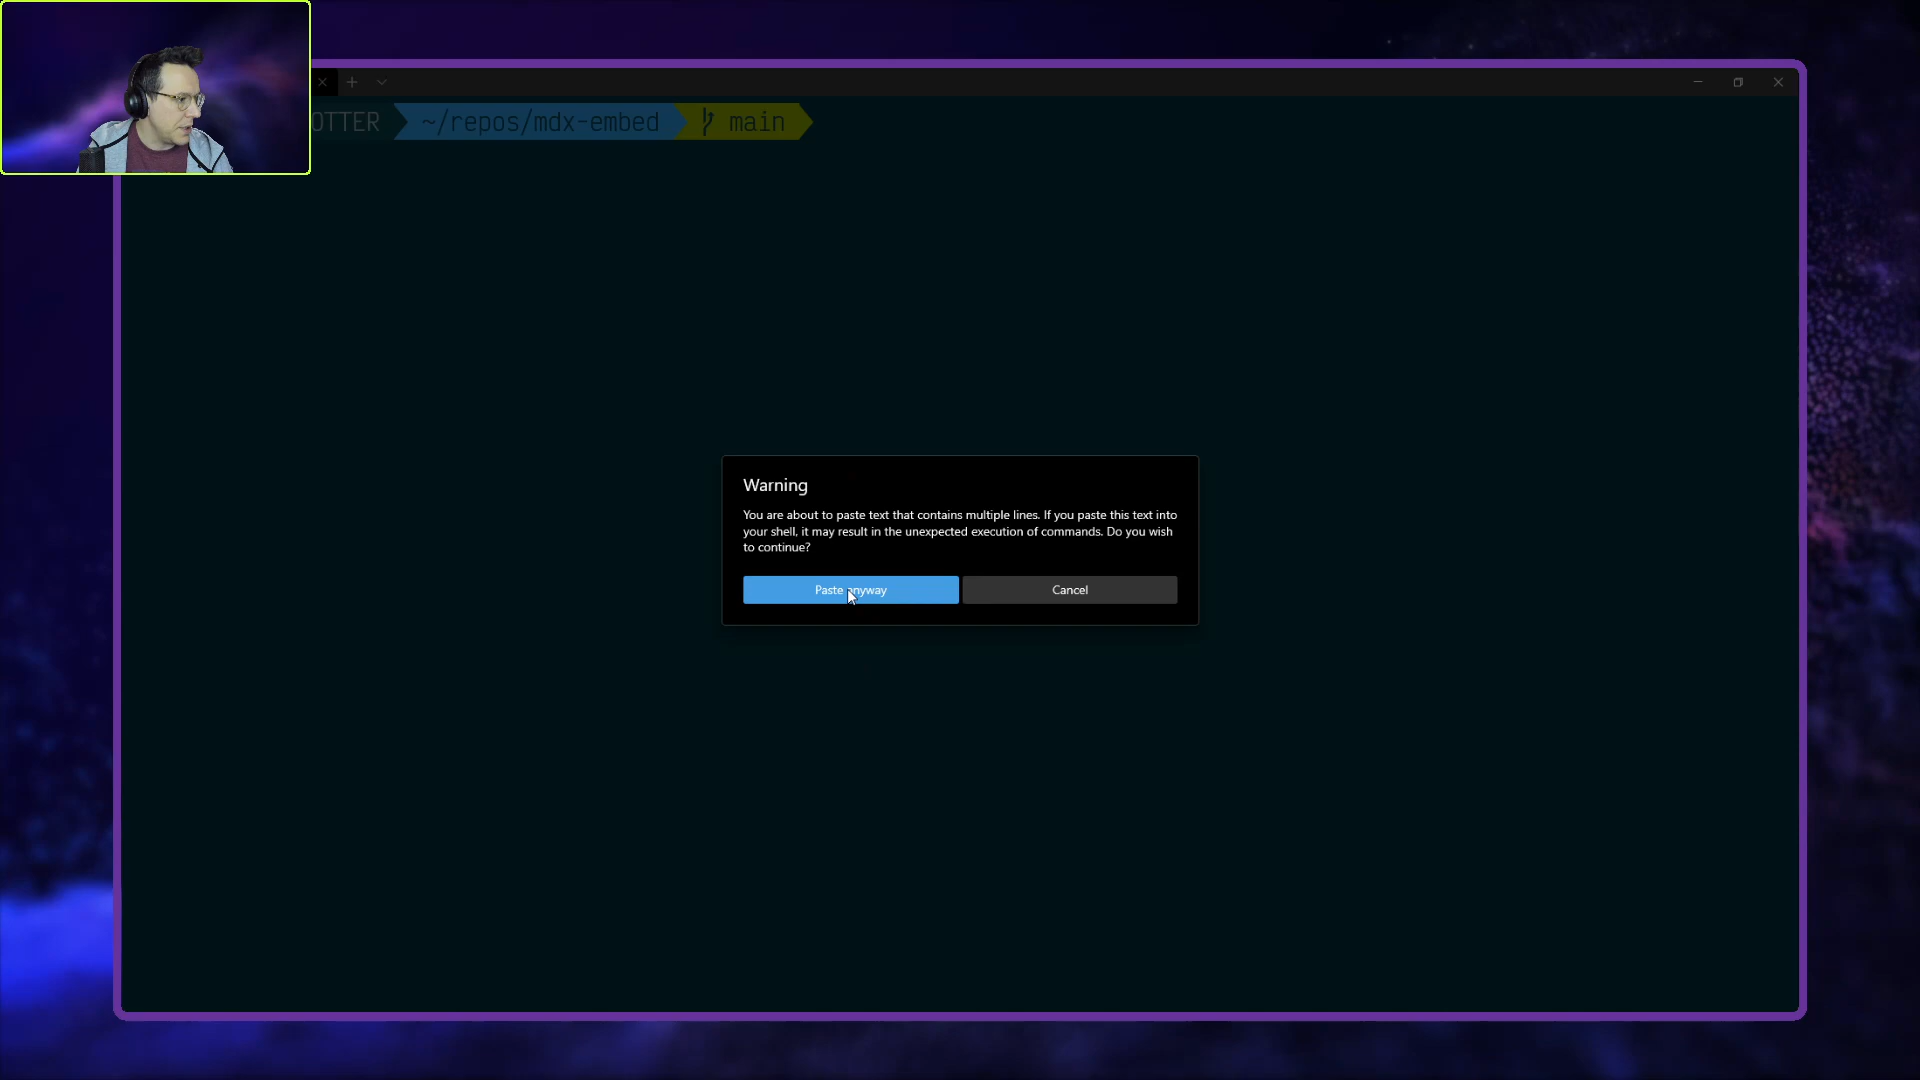 OTTER ~/repos/mdx-embed main
Warning
You are about to paste text that contains multiple lines. If you paste this text into
your shell, it may result in the unexpected execution of commands. Do you wish
to continue?
Paste anyway Cancel